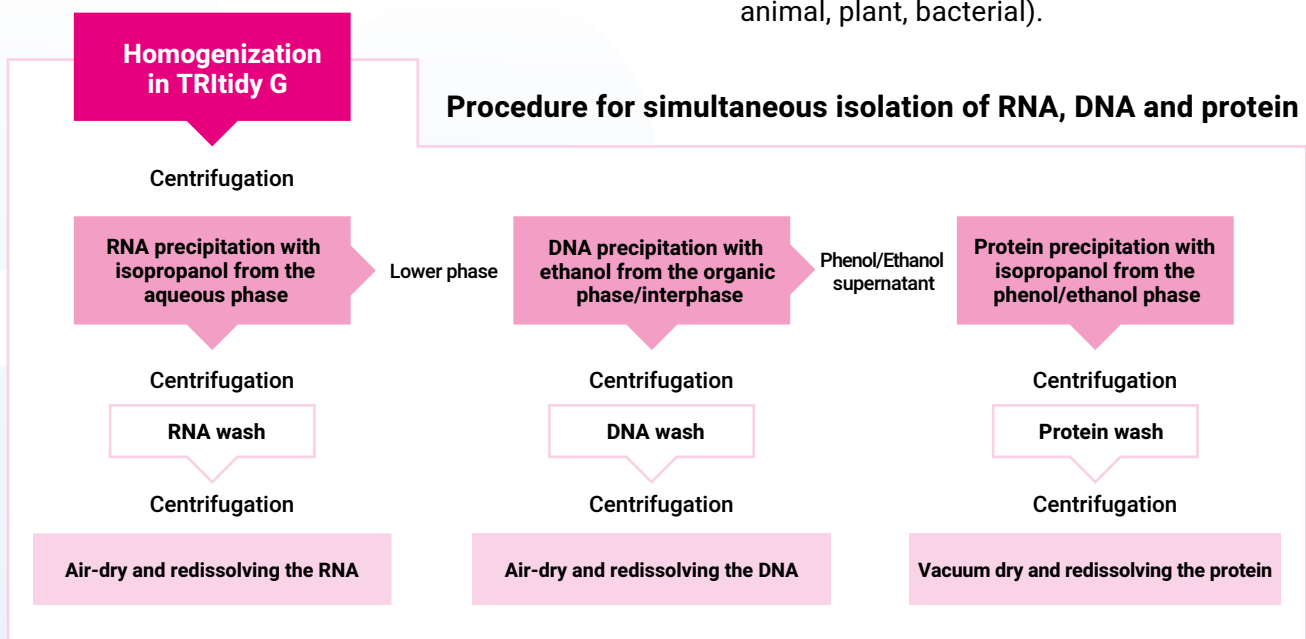 animal, plant, bacterial).
Homogenization
in TRItidy G
Procedure for simultaneous isolation of RNA, DNA and protein
Centrifugation
RNA precipitation with
isopropanol from the
aqueous phase
Lower phase
DNA precipitation with
ethanol from the organic
phase/interphase
Phenol/Ethanol
supernatant
Protein precipitation with
isopropanol from the
phenol/ethanol phase
Centrifugation
Centrifugation
Centrifugation
RNA wash
DNA wash
Protein wash
Centrifugation
Centrifugation
Centrifugation
Air-dry and redissolving the RNA
Air-dry and redissolving the DNA
Vacuum dry and redissolving the protein